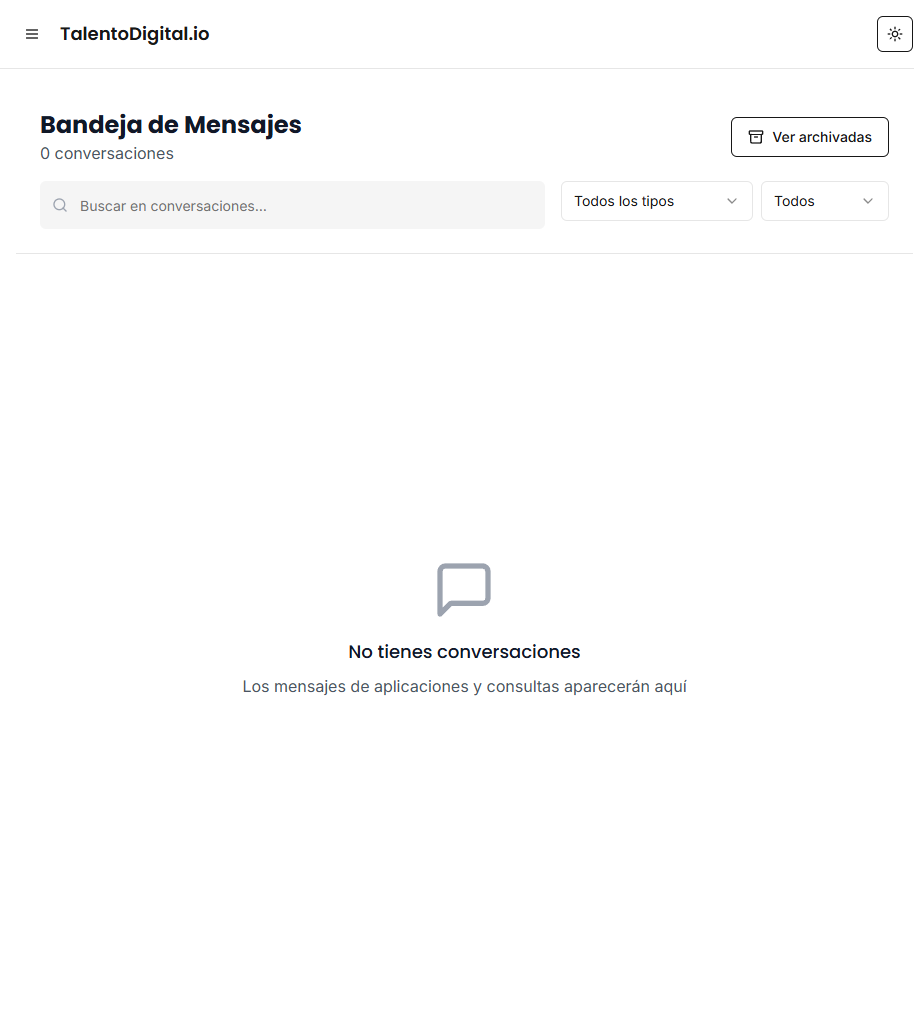 TalentoDigital.io
Bandeja de Mensajes
0 conversaciones
Ver archivadas
Buscar en conversaciones...
Todos los tipos
Todos
No tienes conversaciones
Los mensajes de aplicaciones y consultas aparecerán aquí